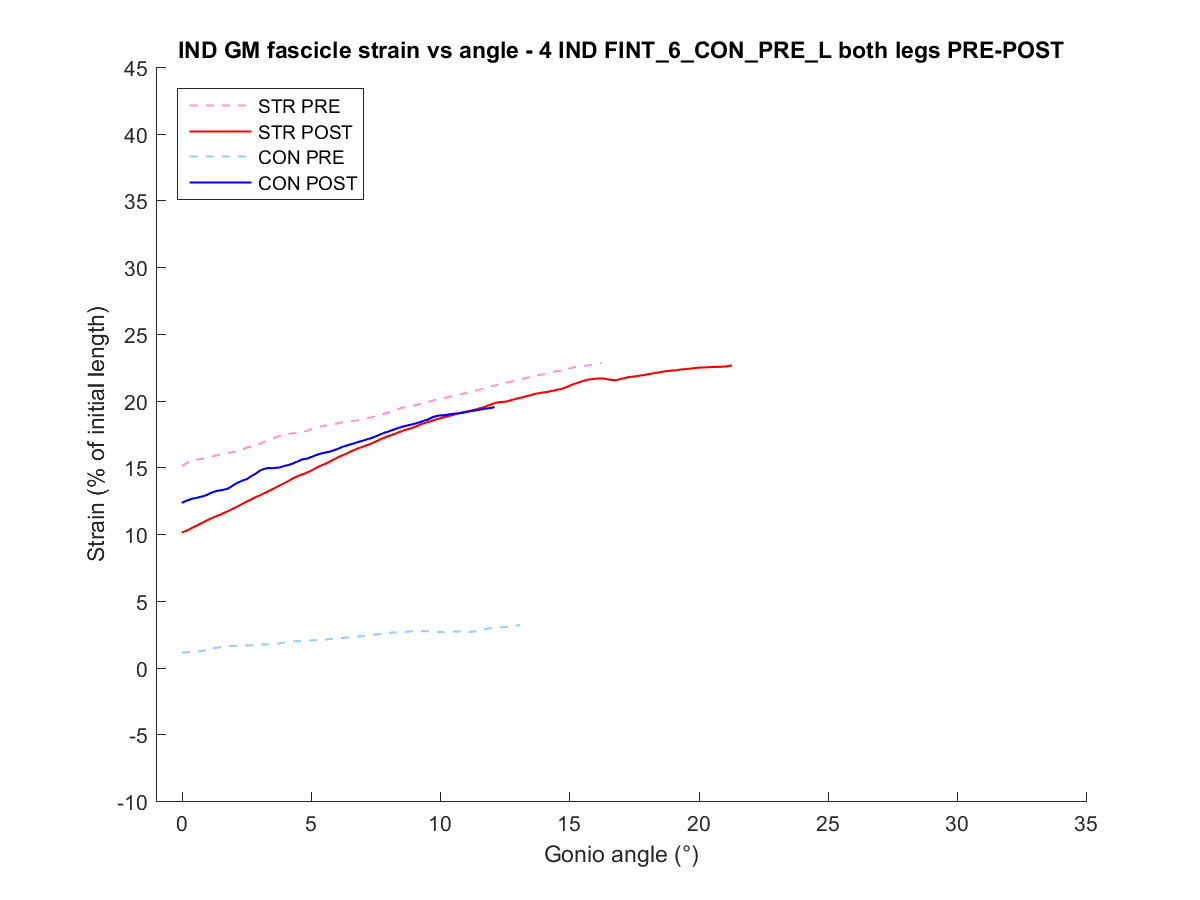 IND GM fascicle strain vs angle - 4 IND FINT_6_CON_PRE_L both legs PRE-POST
STR PRE
STR POST
CON PRE
CON POST
45
40
35
30
25
20
15
10
5
0
-5
-10
Strain (% of initial length)
0 5 10 15 20 25 30 35
Gonio angle (°)